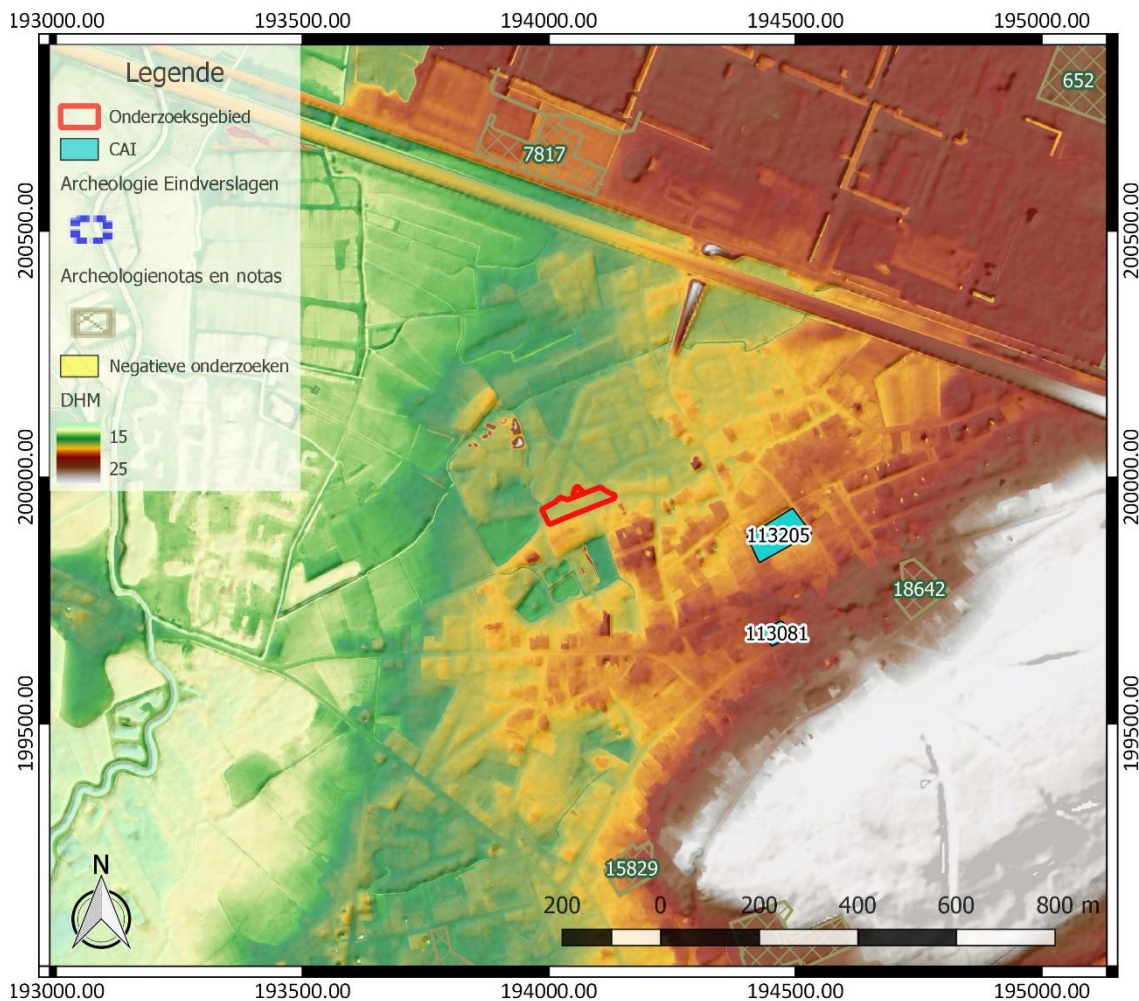 193000.00 193500.00 194000.00 194500.00 195000.00
Legende
Onderzoeksgebied
CAI
Archeologie Eindverslagen
Archeologienotas en notas
Negatieve onderzoeken
DHM
15
25
652
7817
200500.00
200500.00
200000.00
200000.00
113205
18642
113081
199500.00
199500.00
15829
N
200 0 200 400 600 800 m
193000.00 193500.00 194000.00 194500.00 195000.00